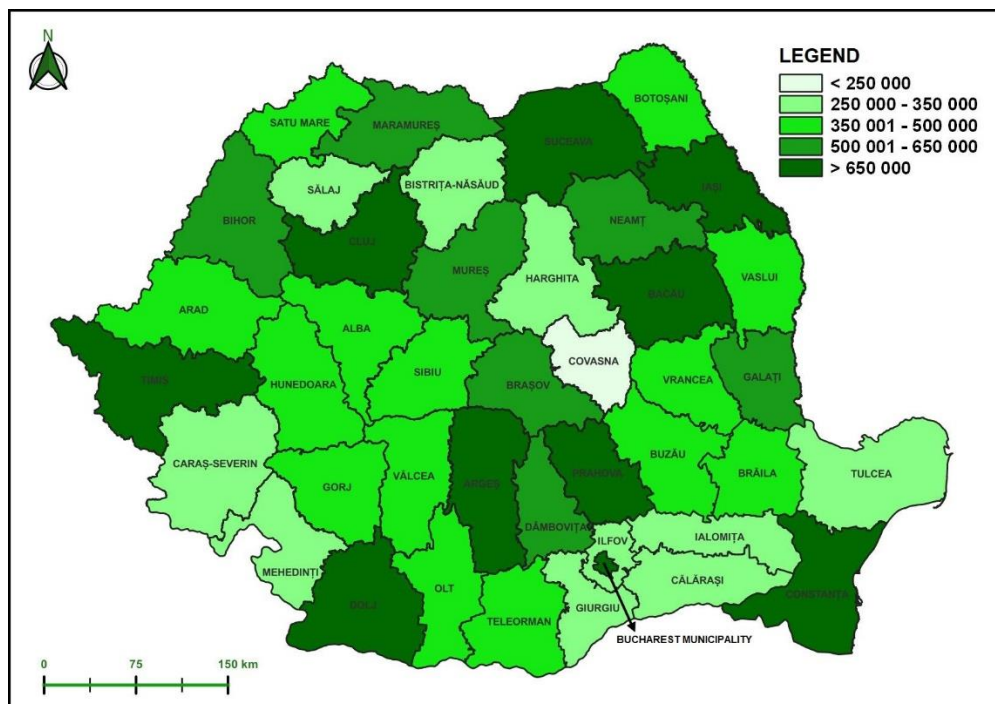 N
LEGEND
< 250 000
250 000 - 350 000
350 001 - 500 000
500 001 - 650 000
> 650 000
BOTOȘANI
SATU MARE
MARAMUREȘ
SUCEAVA
IAȘI
SĂLAJ
BISTRIȚA-NĂSĂUD
BIHOR
NEAMȚ
CLUJ
MUREȘ
HARGHITA
BACĂU
VASLUI
ARAD
ALBA
COVASNA
SIBIU
TIMIȘ
HUNEDOARA
BRAȘOV
VRANCEA
GALAȚI
BUZĂU
CARAȘ-SEVERIN
VÂLCEA
PRAHOVA
BRĂILA
TULCEA
GORJ
ARGEȘ
DÂMBOVIȚA
ILFOV
IALOMIȚA
MEHEDINȚI
CĂLĂRAȘI
OLT
DOLJ
GIURGIU
CONSTANȚA
TELEORMAN
BUCHAREST MUNICIPALITY
0 75 150 km